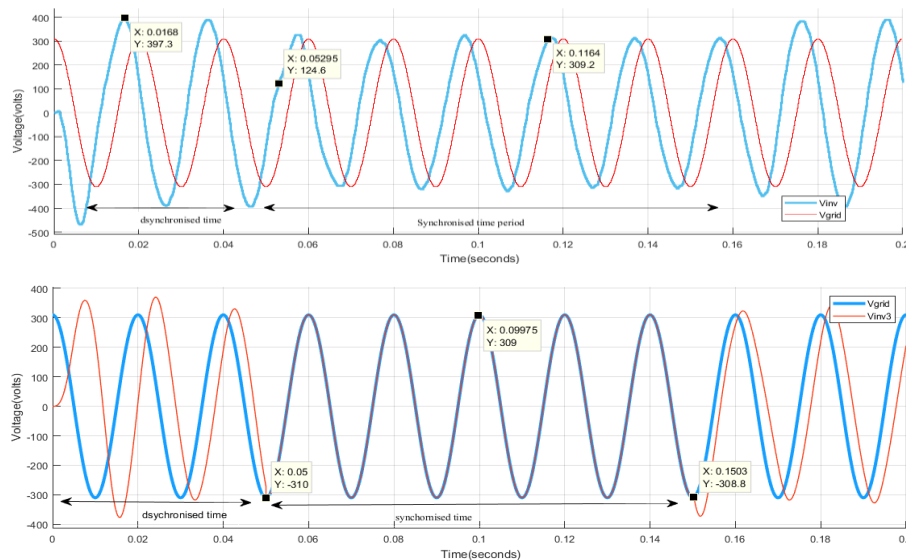 400
300
200
100
0
-100
-200
-300
-400
-500
Voltage(volts)
X: 0.0168
Y: 397.3
X: 0.05295
Y: 124.6
X: 0.1164
Y: 309.2
dsychronised time
Synchronised time period
Vinv
Vgrid
0 0.02 0.04 0.06 0.08 0.1 0.12 0.14 0.16 0.18 0.2
Time(seconds)
400
300
200
100
0
-100
-200
-300
-400
Voltage(volts)
Vgrid
Vinv3
X: 0.09975
Y: 309
X: 0.05
Y: -310
X: 0.1503
Y: -308.8
dsychronised time
synchornised time
0 0.02 0.04 0.06 0.08 0.1 0.12 0.14 0.16 0.18 0.2
Time(seconds)